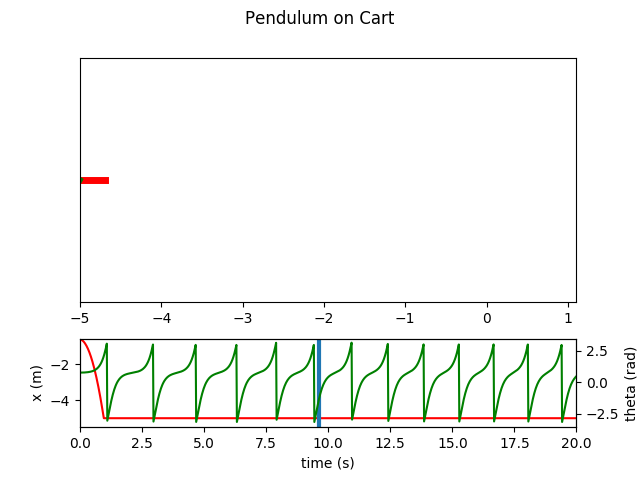 Pendulum on Cart
−5 −4 −3 −2 −1 0 1
−2
−4
x (m)
2.5
0.0
−2.5
theta (rad)
0.0 2.5 5.0 7.5 10.0 12.5 15.0 17.5 20.0
time (s)